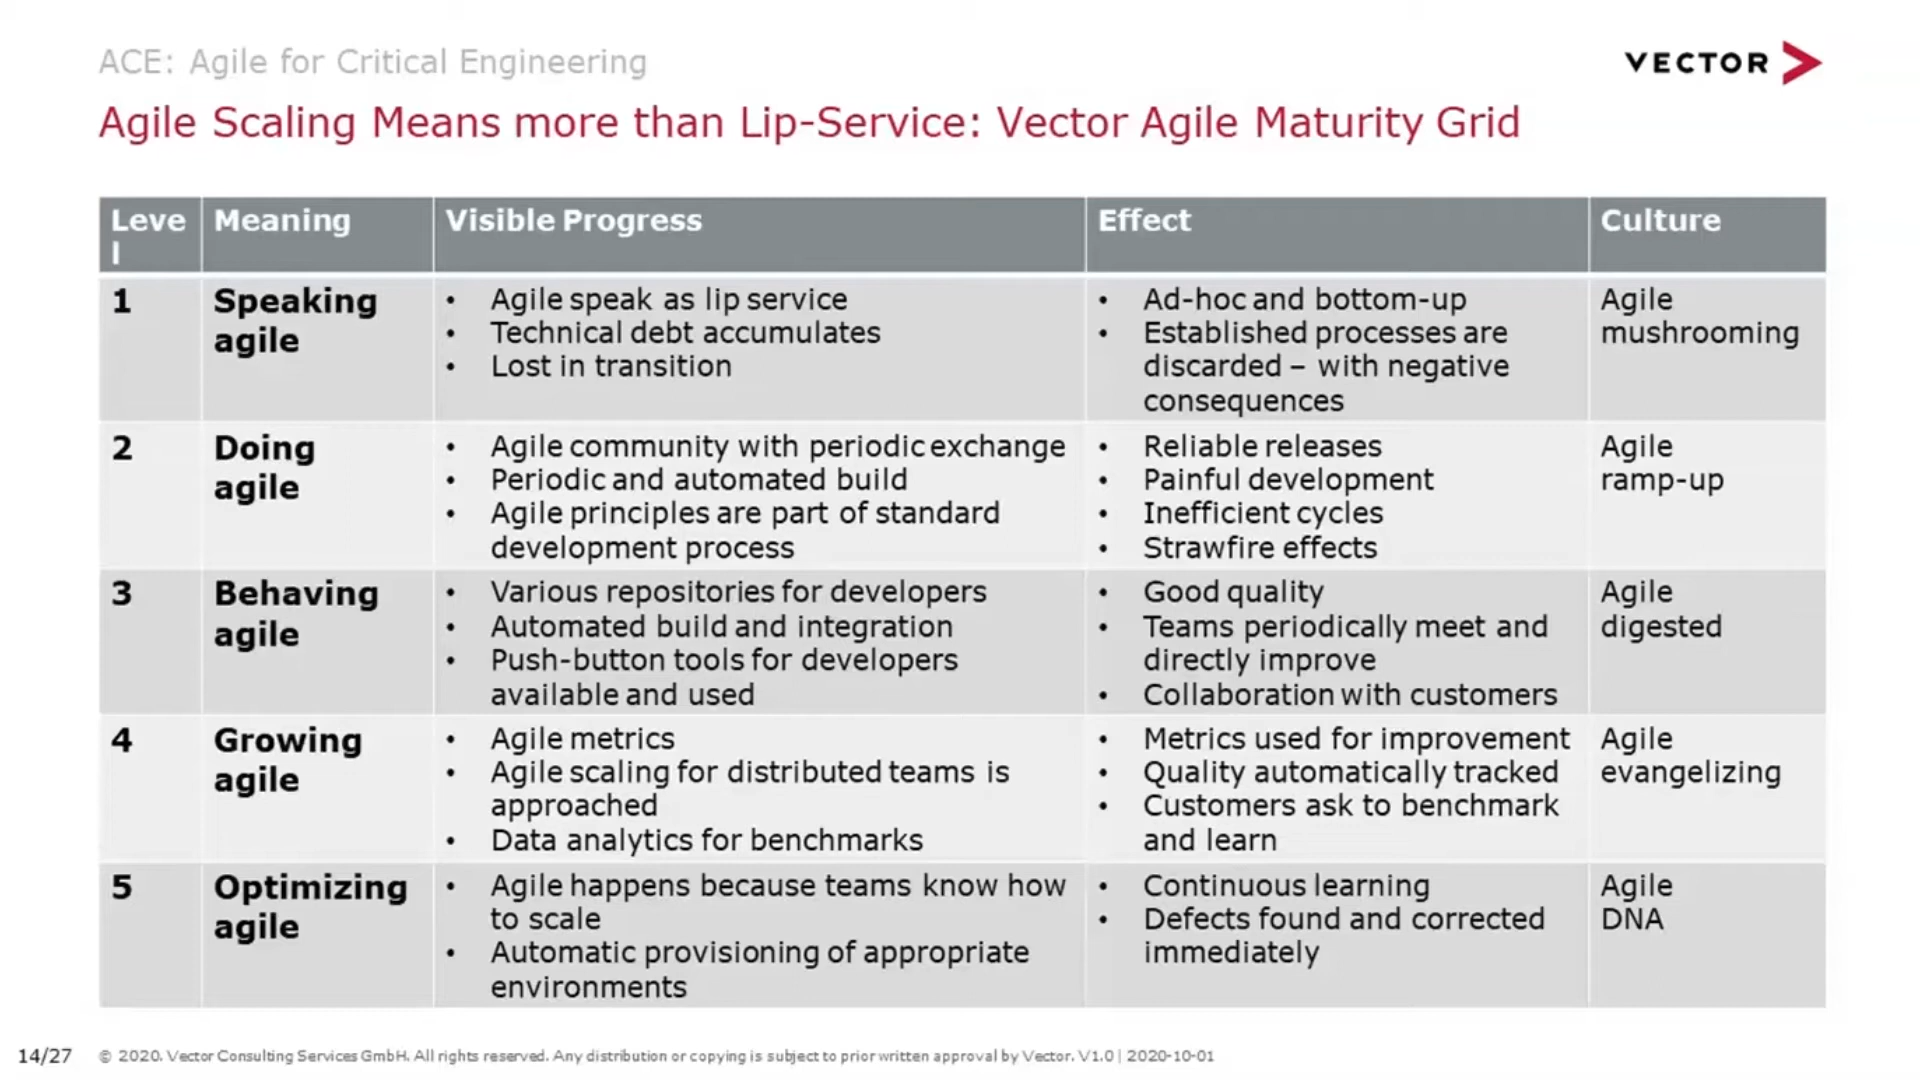 ACE: Agile for Critical Engineering
VECTOR
Agile Scaling Means more than Lip-Service: Vector Agile Maturity Grid
Leve
l
Meaning
Visible Progress
Effect
Culture
1
Speaking
agile
• Agile speak as lip service
• Technical debt accumulates
• Lost in transition
• Ad-hoc and bottom-up
• Established processes are
discarded – with negative
consequences
Agile
mushrooming
2
Doing
agile
• Agile community with periodic exchange
• Periodic and automated build
• Agile principles are part of standard
development process
• Reliable releases
• Painful development
• Inefficient cycles
• Strawfire effects
Agile
ramp-up
3
Behaving
agile
• Various repositories for developers
• Automated build and integration
• Push-button tools for developers
available and used
• Good quality
• Teams periodically meet and
directly improve
• Collaboration with customers
Agile
digested
4
Growing
agile
• Agile metrics
• Agile scaling for distributed teams is
approached
• Data analytics for benchmarks
• Metrics used for improvement
• Quality automatically tracked
• Customers ask to benchmark
and learn
Agile
evangelizing
5
Optimizing
agile
• Agile happens because teams know how
to scale
• Automatic provisioning of appropriate
environments
• Continuous learning
• Defects found and corrected
immediately
Agile
DNA
14/27
© 2020. Vector Consulting Services GmbH. All rights reserved. Any distribution or copying is subject to prior written approval by Vector. V1.0 | 2020-10-01